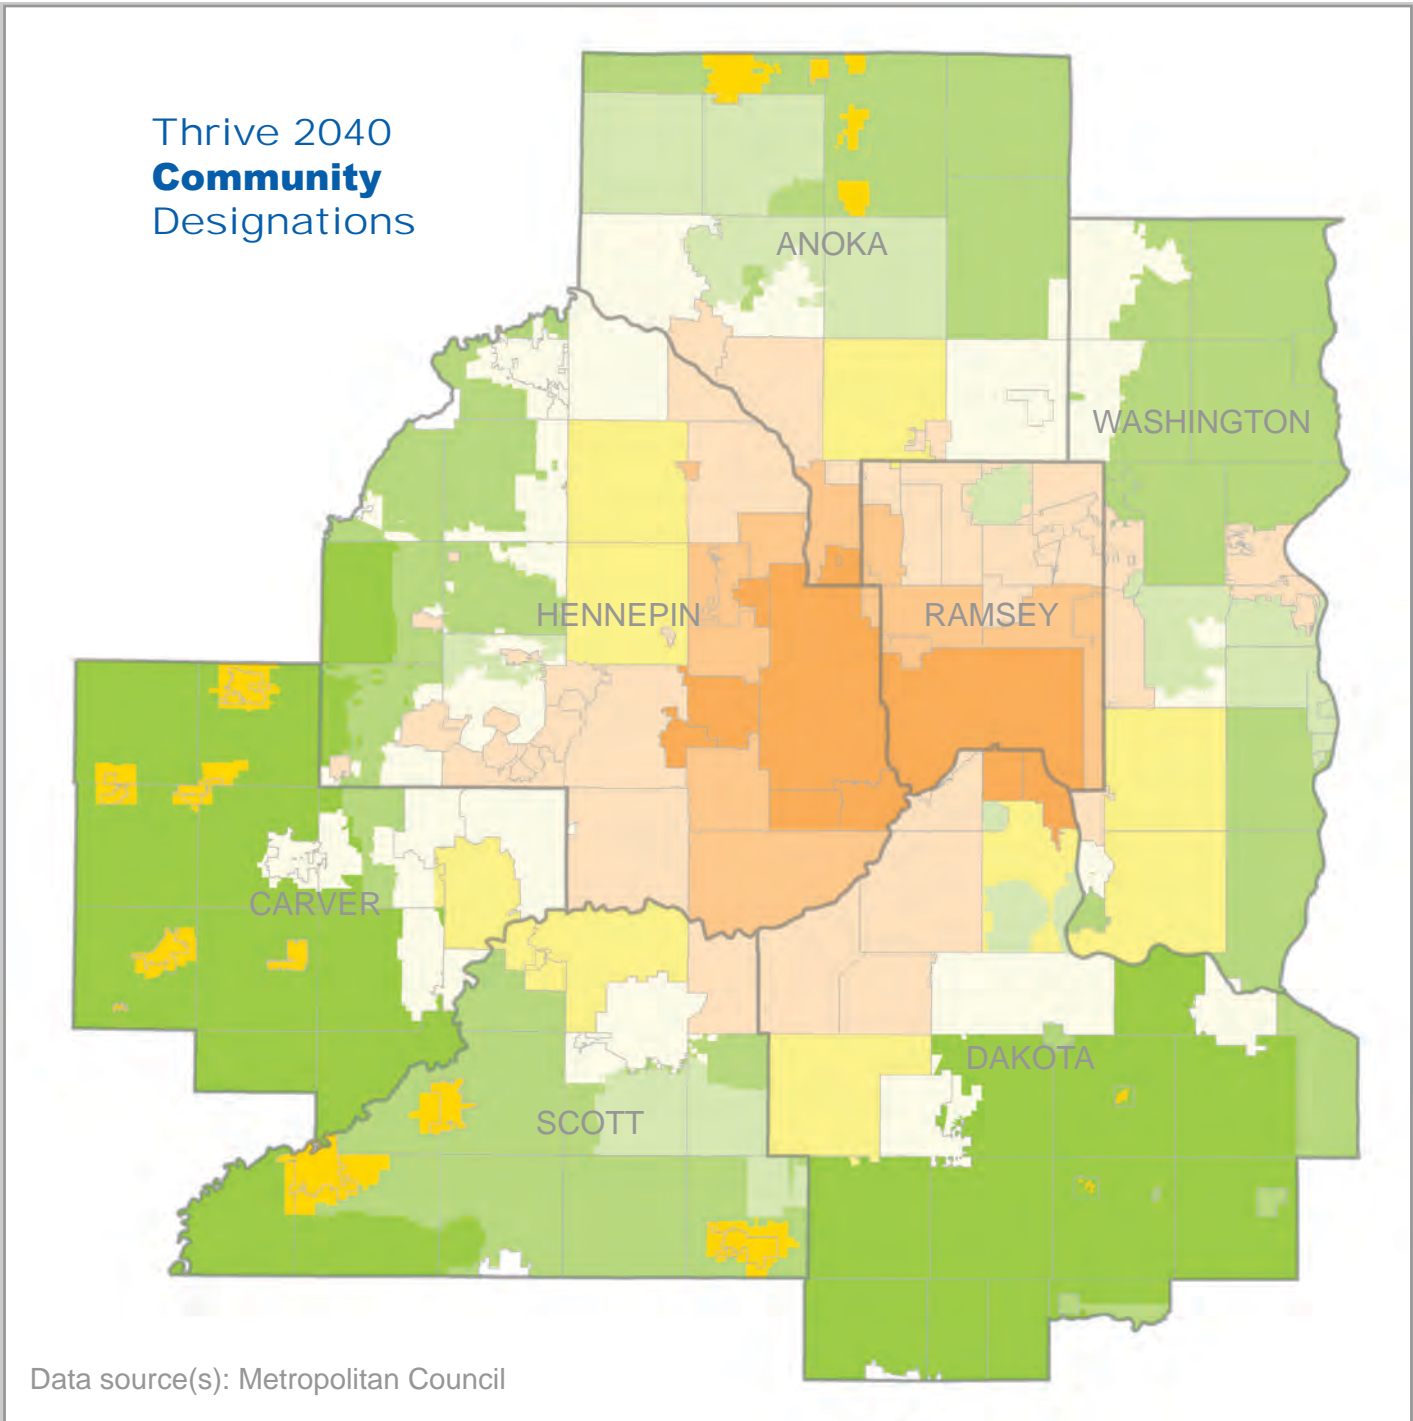 Thrive 2040
Community
Designations
ANOKA
WASHINGTON
HENNEPIN
RAMSEY
CARVER
DAKOTA
SCOTT
Data source(s): Metropolitan Council